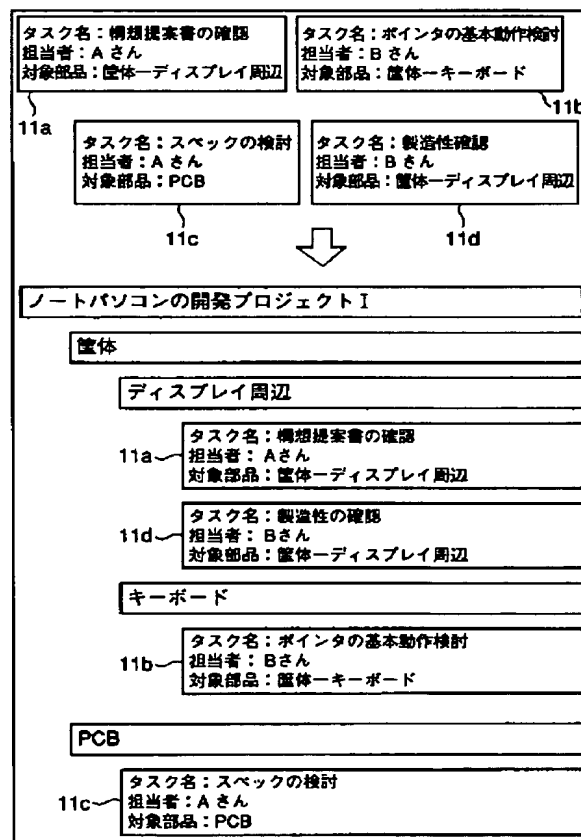 タスク名：構想提案書の確認
担当者：Aさん
対象部品：筐体ーディスプレイ周辺
11a
タスク名：ポインタの基本動作検討
担当者：Bさん
対象部品：筐体ーキーボード
11b
タスク名：スペックの検討
担当者：Aさん
対象部品：PCB
11c
タスク名：製造性確認
担当者：Bさん
対象部品：筐体ーディスプレイ周辺
11d
ノートパソコンの開発プロジェクトⅠ
筐体
ディスプレイ周辺
11a
タスク名：構想提案書の確認
担当者：Aさん
対象部品：筐体ーディスプレイ周辺
11d
タスク名：製造性の確認
担当者：Bさん
対象部品：筐体ーディスプレイ周辺
キーボード
11b
タスク名：ポインタの基本動作検討
担当者：Bさん
対象部品：筐体ーキーボード
PCB
11c
タスク名：スペックの検討
担当者：Aさん
対象部品：PCB